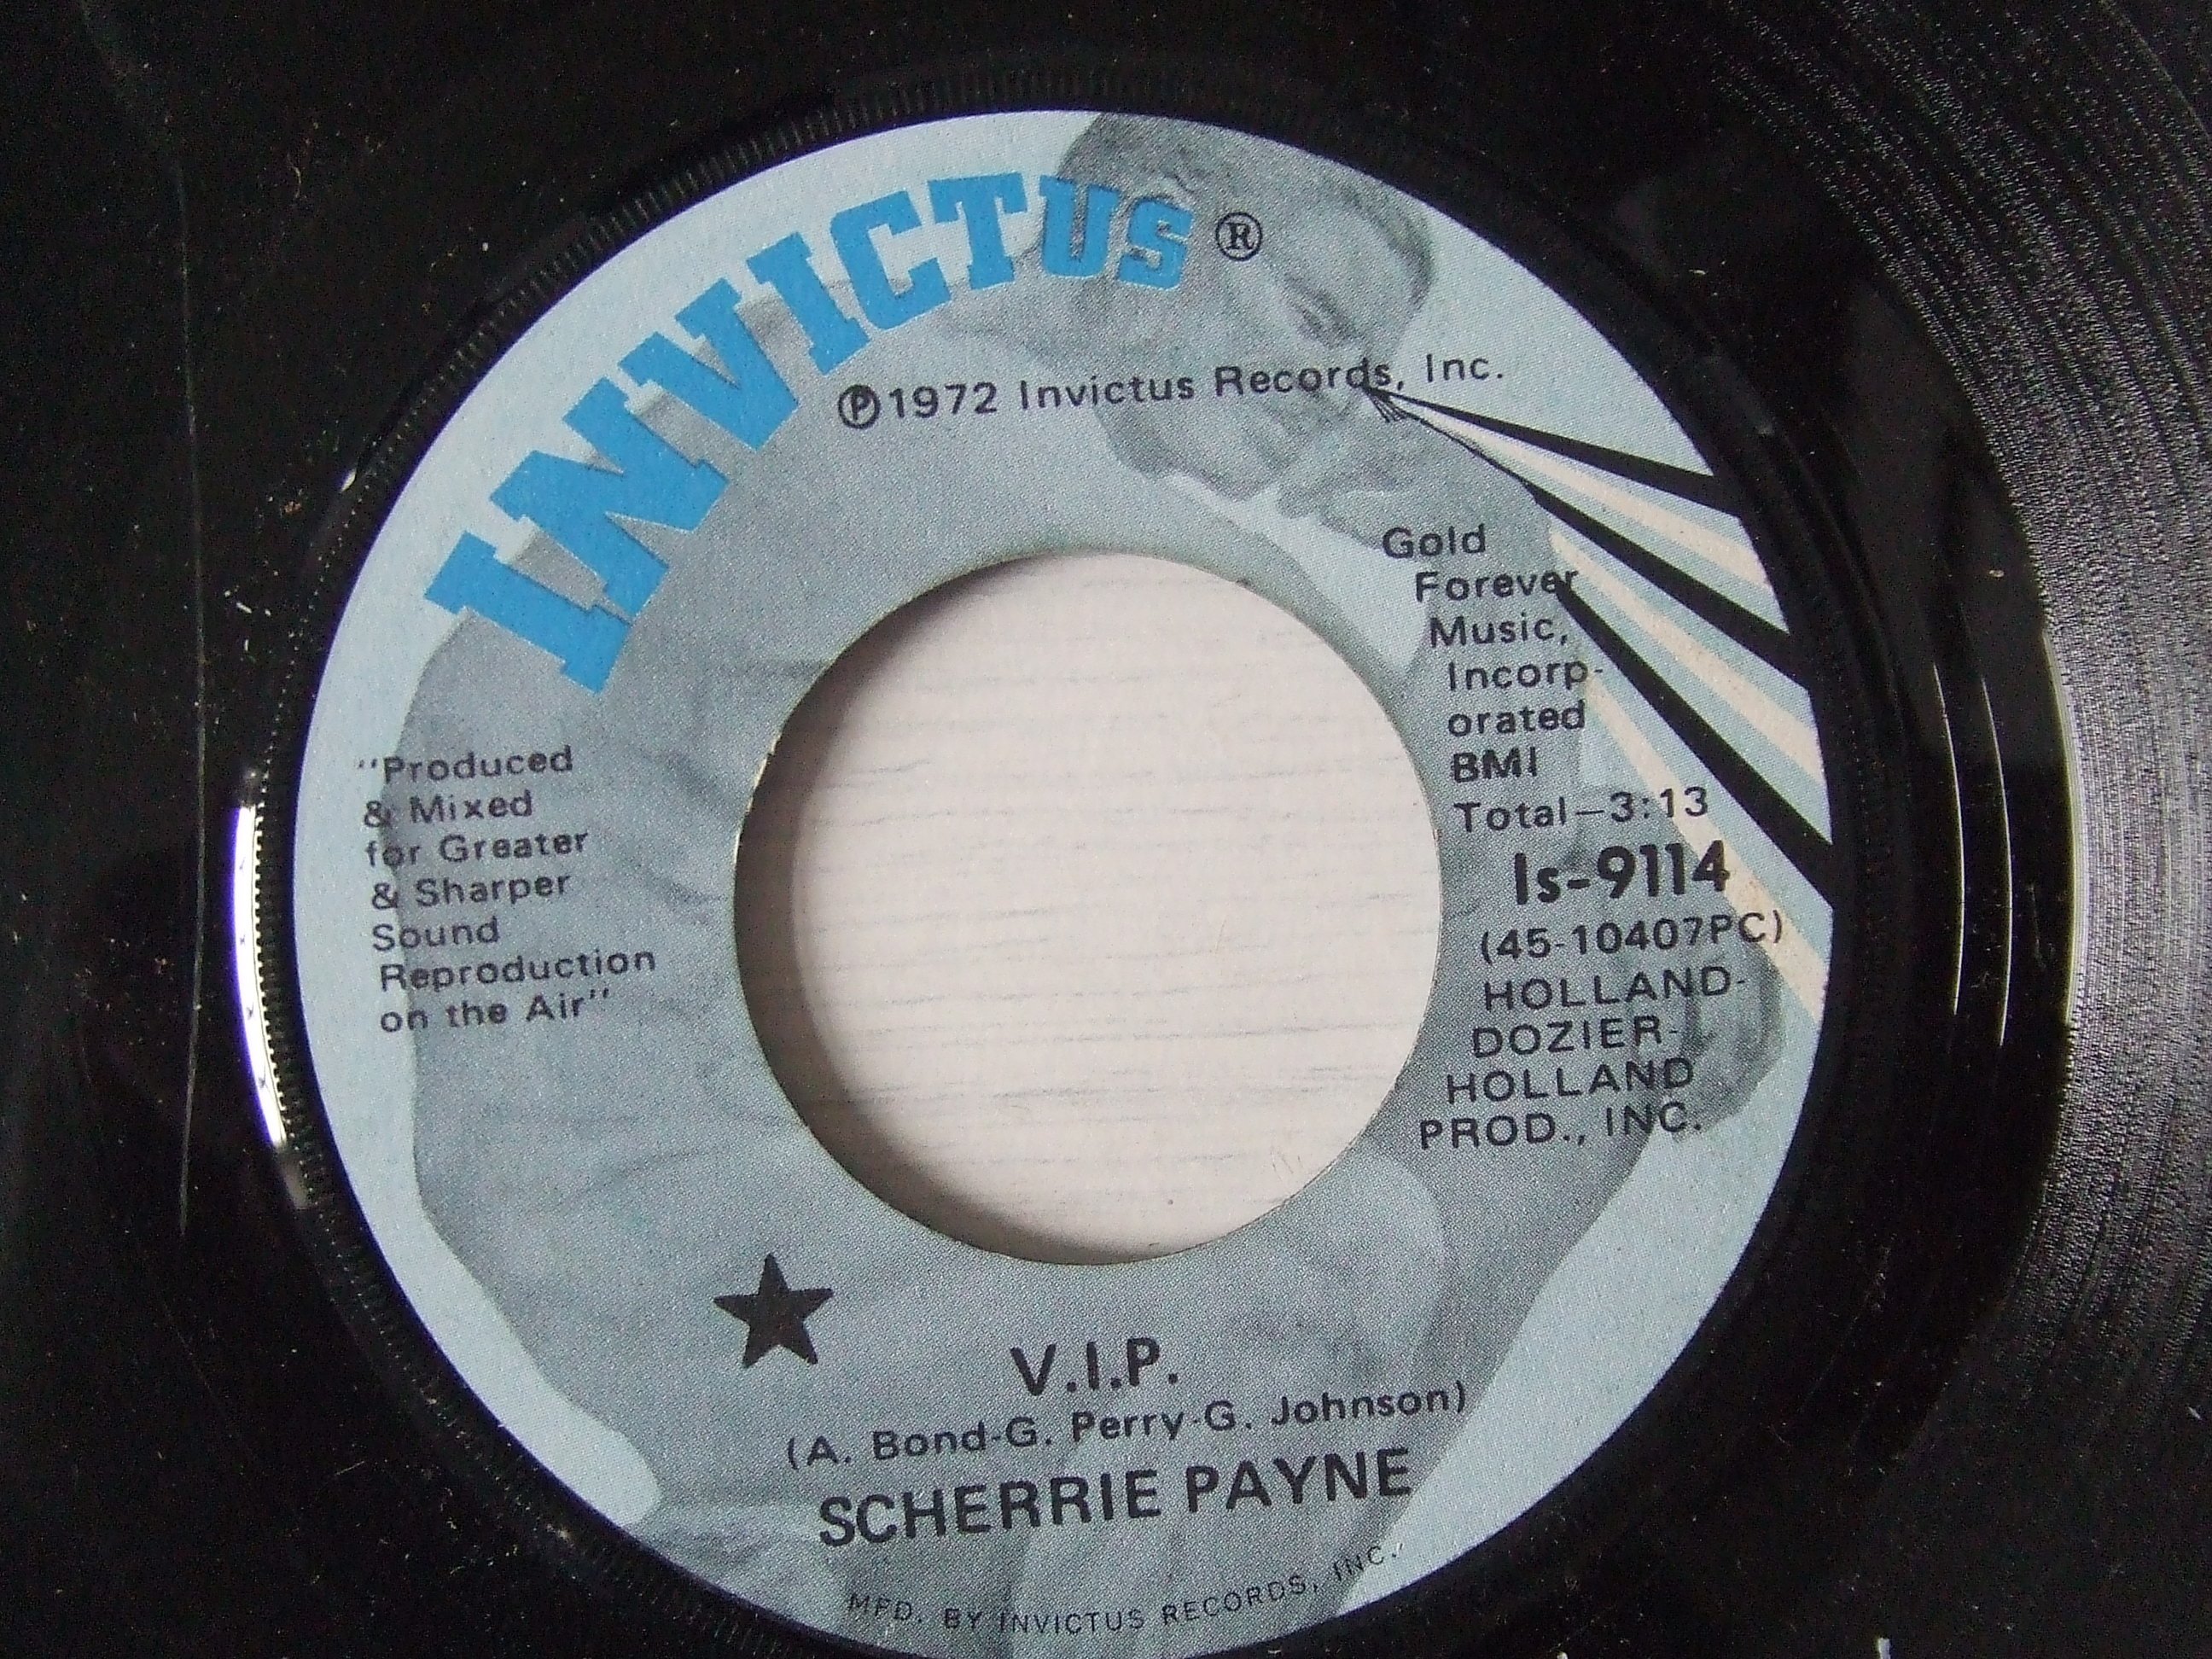 INVICTUS®
℗1972 Invictus Records, Inc.
Gold
Forever
Music,
Incorp-
orated
BMI
Total—3:13
Is-9114
(45-10407PC)
HOLLAND-
DOZIER-
HOLLAND
PROD., INC.
"Produced
& Mixed
for Greater
& Sharper
Sound
Reproduction
on the Air"
V.I.P.
(A. Bond-G. Perry-G. Johnson)
SCHERRIE PAYNE
MFD. BY INVICTUS RECORDS, INC.